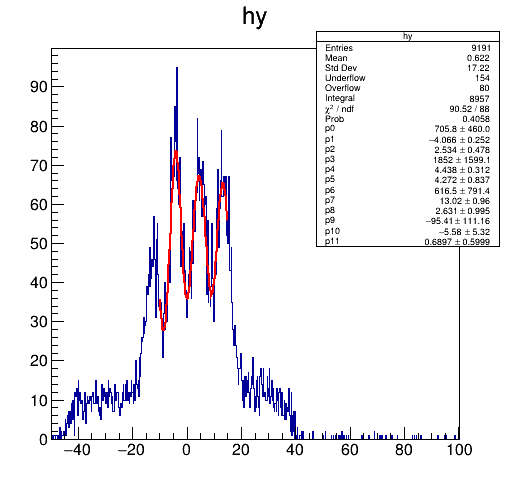 hy
hy
Entries 9191
Mean 0.622
Std Dev 17.22
Underflow 154
Overflow 80
Integral 8957
χ² / ndf 90.52 / 88
Prob 0.4058
p0 705.8 ± 460.0
p1 −4.066 ± 0.252
p2 2.534 ± 0.478
p3 1852 ± 1599.1
p4 4.438 ± 0.312
p5 4.272 ± 0.837
p6 616.5 ± 791.4
p7 13.02 ± 0.96
p8 2.631 ± 0.995
p9 −95.41 ± 111.16
p10 −5.58 ± 5.32
p11 0.6897 ± 0.5999
90
80
70
60
50
40
30
20
10
0
−40 −20 0 20 40 60 80 100